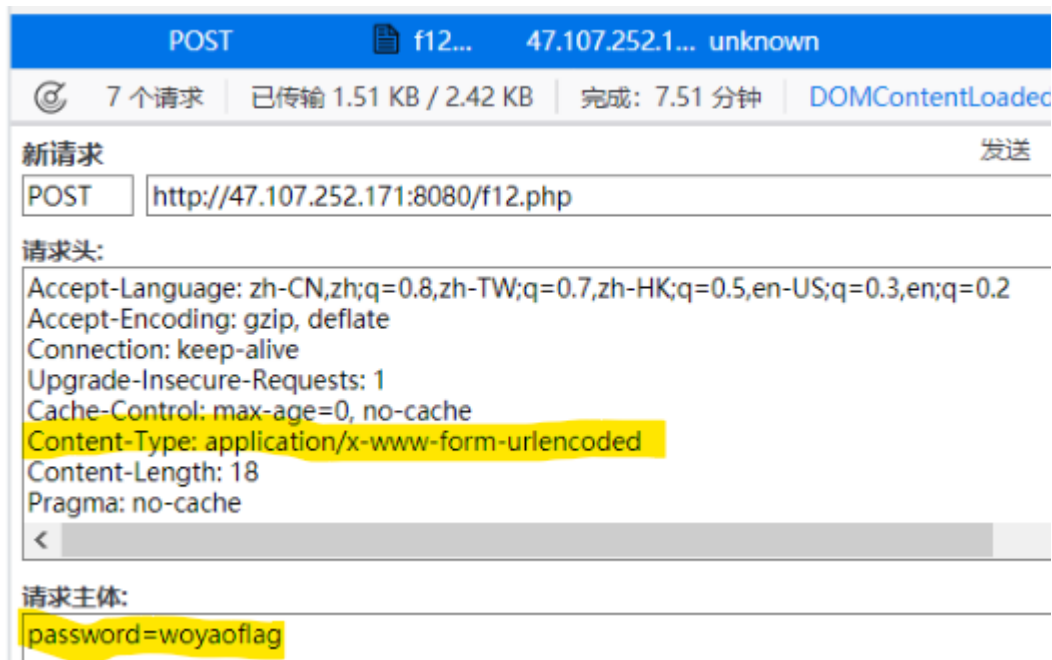 POST f12... 47.107.252.1... unknown
7 个请求 已传输 1.51 KB / 2.42 KB 完成: 7.51 分钟 DOMContentLoaded
新请求 发送
POST http://47.107.252.171:8080/f12.php
请求头:
Accept-Language: zh-CN,zh;q=0.8,zh-TW;q=0.7,zh-HK;q=0.5,en-US;q=0.3,en;q=0.2
Accept-Encoding: gzip, deflate
Connection: keep-alive
Upgrade-Insecure-Requests: 1
Cache-Control: max-age=0, no-cache
Content-Type: application/x-www-form-urlencoded
Content-Length: 18
Pragma: no-cache
请求主体:
password=woyaoflag